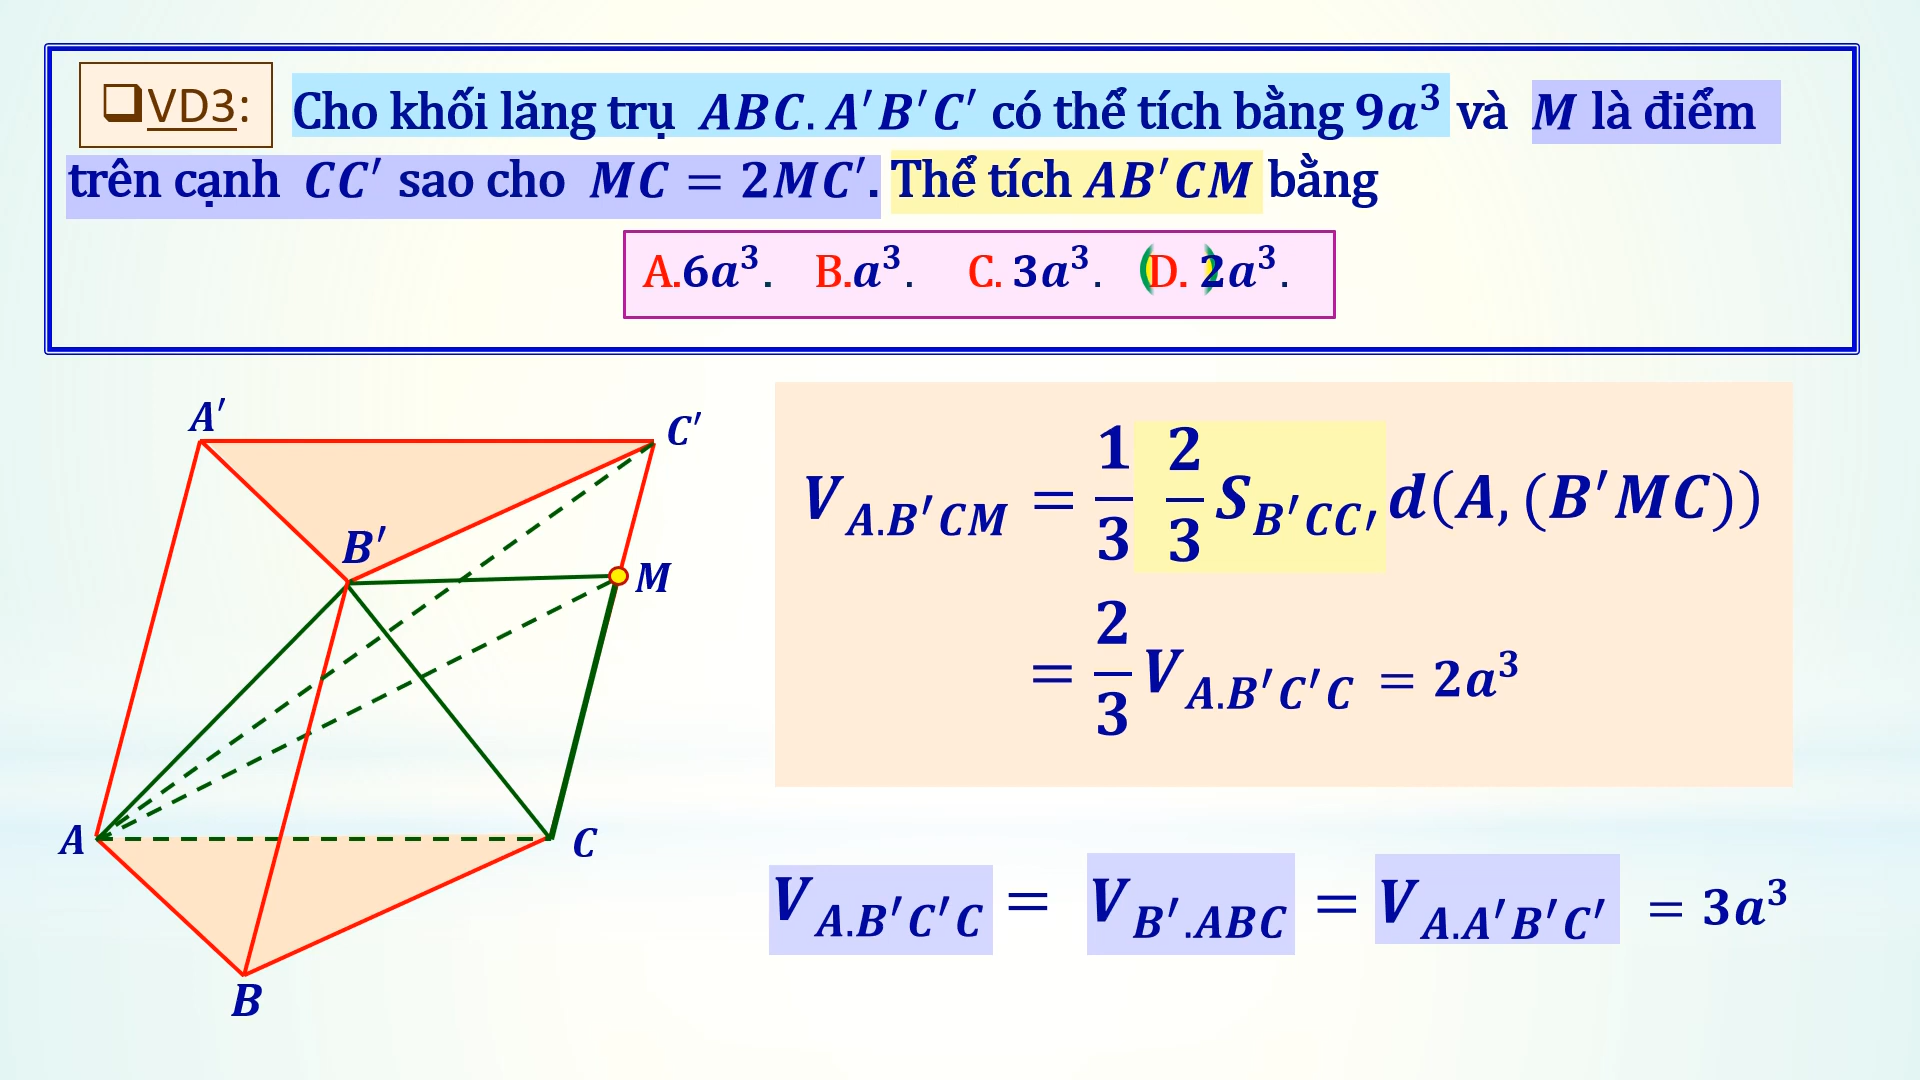 ❑VD3: Cho khối lăng trụ ABC.A′B′C′ có thể tích bằng 9a³ và M là điểm
trên cạnh CC′ sao cho MC = 2MC′. Thể tích AB′CM bằng
A.6a³. B.a³. C. 3a³. D. 2a³.
A′
C′
B′
M
A
C
B
V_{A.B′CM} = 1/3 2/3 S_{B′CC′} d(A, (B′MC))
= 2/3 V_{A.B′C′C} = 2a³
V_{A.B′C′C} = V_{B′.ABC} = V_{A.A′B′C′} = 3a³